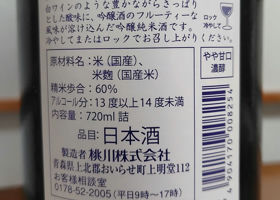 白ワインのような豊かながらさっぱり
とした酸味に、吟醸酒のフルーティーな
風味が溶け込んだ吟醸純米酒です。
冷やしてまたはロックでお召し上がりください。
ロック
冷やして
原材料名：米（国産）、
米麹（国産米）
精米歩合：60％
アルコール分：13度以上14度未満
内容量：720ml詰
やや甘口
濃醇
品目：日本酒
製造者 桃川株式会社
青森県上北郡おいらせ町上明堂112
お客様相談室
0178-52-2005（平日9時〜17時）
4904170008254